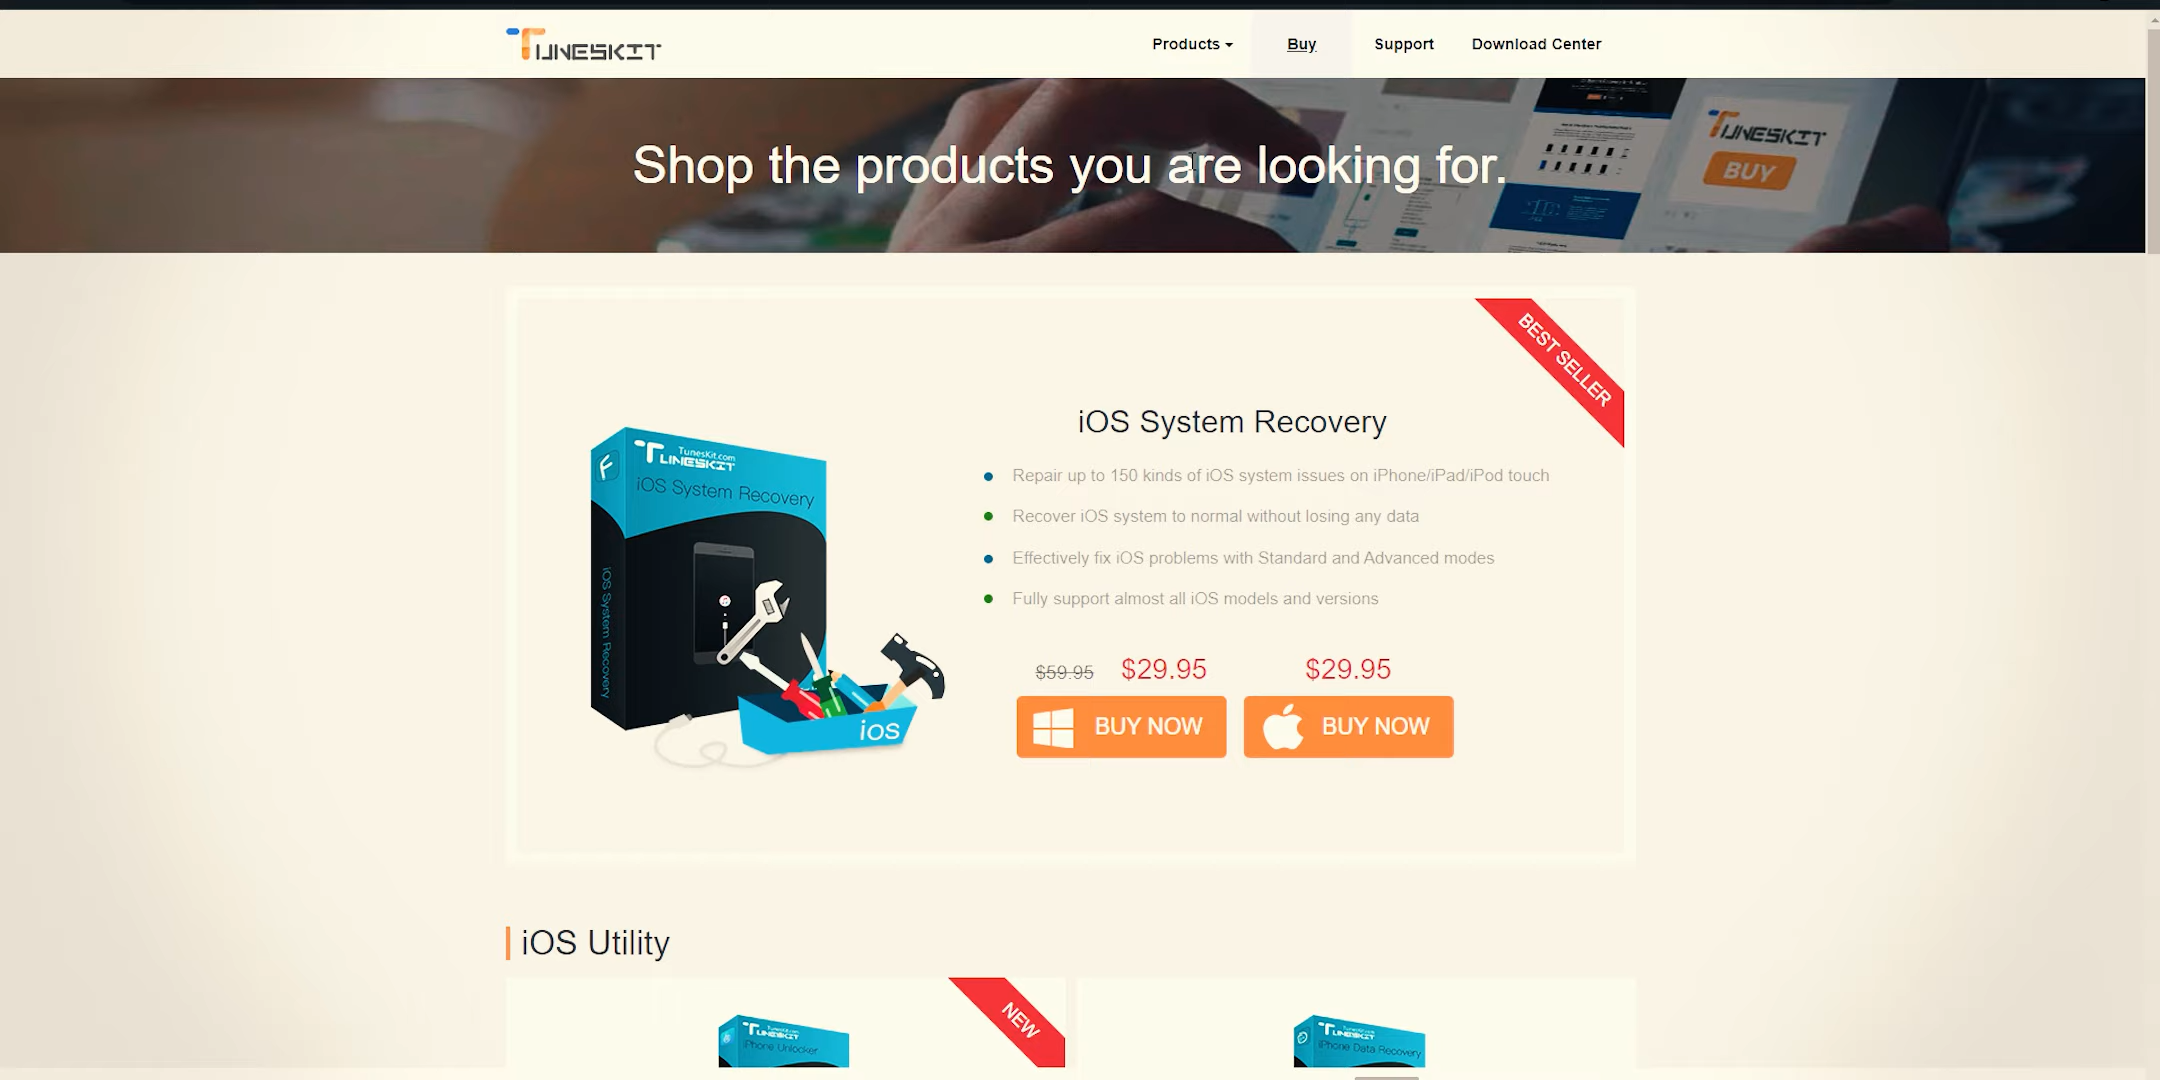 TUNESKIT
Products
Buy
Support
Download Center
Shop the products you are looking for.
TUNESKIT
BUY
BEST SELLER
iOS System Recovery
Repair up to 150 kinds of iOS system issues on iPhone/iPad/iPod touch
Recover iOS system to normal without losing any data
Effectively fix iOS problems with Standard and Advanced modes
Fully support almost all iOS models and versions
TunesKit.com
TUNESKIT
iOS System Recovery
iOS System Recovery
iOS
$59.95 $29.95 $29.95
BUY NOW
BUY NOW
iOS Utility
NEW
TUNESKIT
iPhone Unlocker
TUNESKIT
iPhone Data Recovery